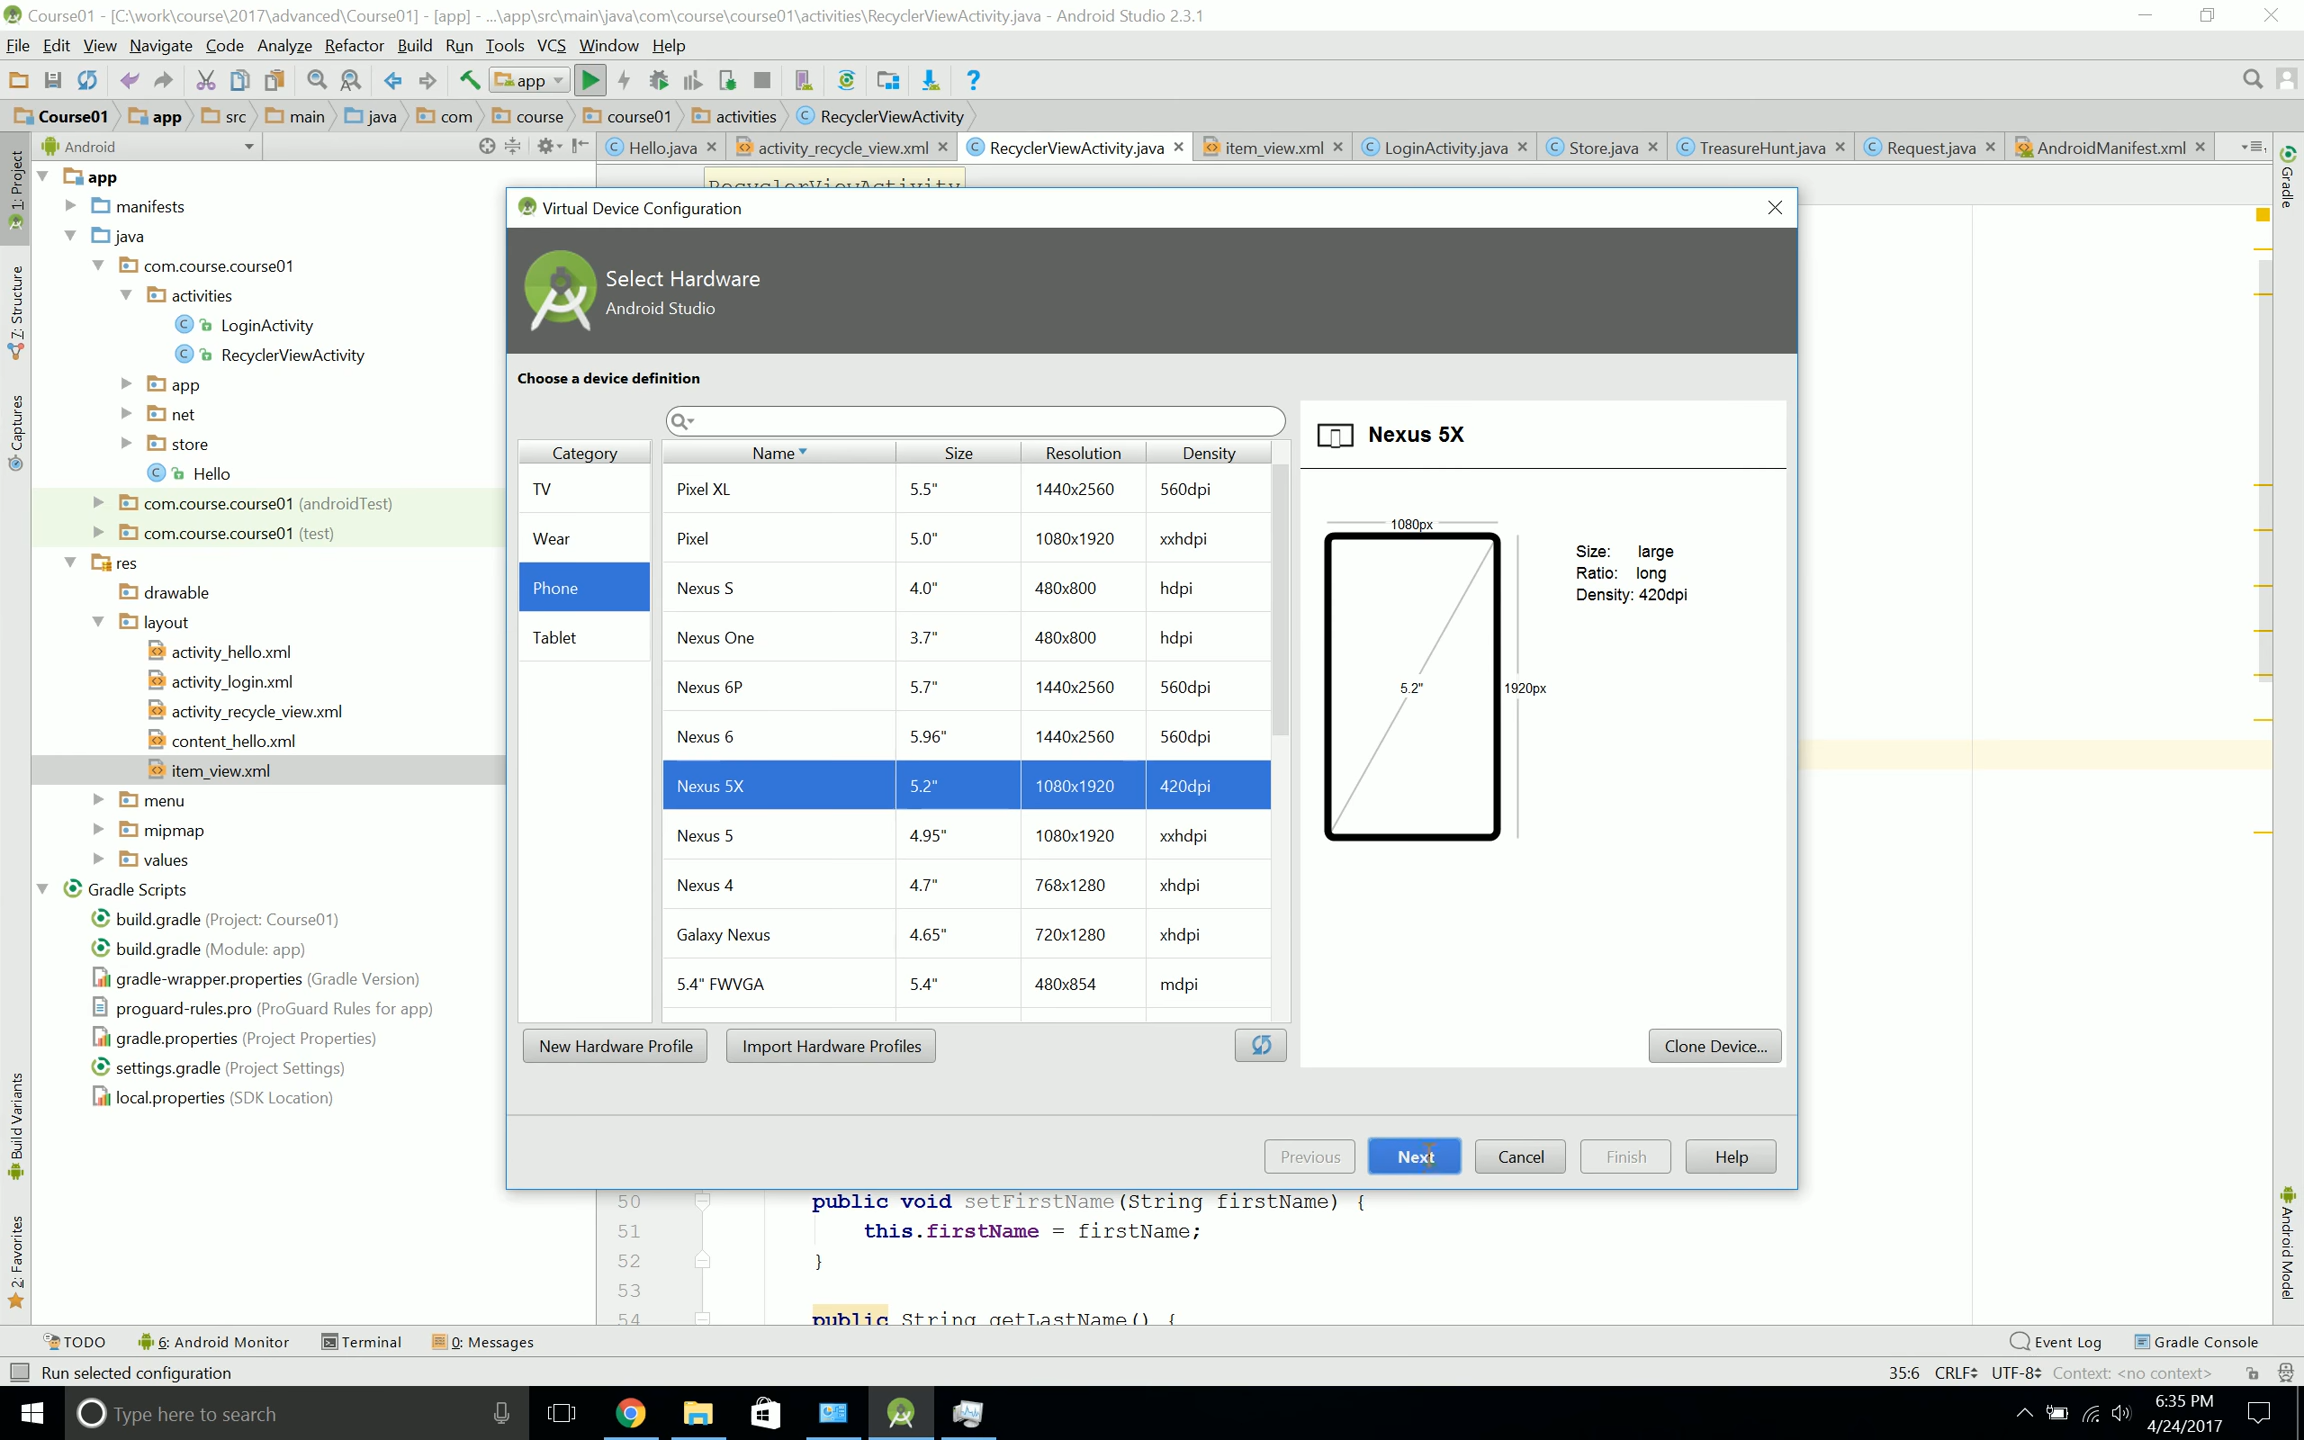 Course01 - [C:\work\course\2017\advanced\Course01] - [app] - ...\app\src\main\java\com\course\course01\activities\RecyclerViewActivity.java - Android Studio 2.3.1
File Edit View Navigate Code Analyze Refactor Build Run Tools VCS Window Help
app
Course01 app src main java com course course01 activities RecyclerViewActivity
Android
Hello.java activity_recycle_view.xml RecyclerViewActivity.java item_view.xml LoginActivity.java Store.java TreasureHunt.java Request.java AndroidManifest.xml
1: Project
7: Structure
Captures
Build Variants
2: Favorites
Gradle
Android Model
app
manifests
java
com.course.course01
activities
LoginActivity
RecyclerViewActivity
app
net
store
Hello
com.course.course01 (androidTest)
com.course.course01 (test)
res
drawable
layout
activity_hello.xml
activity_login.xml
activity_recycle_view.xml
content_hello.xml
item_view.xml
menu
mipmap
values
Gradle Scripts
build.gradle (Project: Course01)
build.gradle (Module: app)
gradle-wrapper.properties (Gradle Version)
proguard-rules.pro (ProGuard Rules for app)
gradle.properties (Project Properties)
settings.gradle (Project Settings)
local.properties (SDK Location)
RecyclerViewActivity
Virtual Device Configuration
Select Hardware
Android Studio
Choose a device definition
Category Name Size Resolution Density
TV
Wear
Phone
Tablet
Pixel XL 5.5" 1440x2560 560dpi
Pixel 5.0" 1080x1920 xxhdpi
Nexus S 4.0" 480x800 hdpi
Nexus One 3.7" 480x800 hdpi
Nexus 6P 5.7" 1440x2560 560dpi
Nexus 6 5.96" 1440x2560 560dpi
Nexus 5X 5.2" 1080x1920 420dpi
Nexus 5 4.95" 1080x1920 xxhdpi
Nexus 4 4.7" 768x1280 xhdpi
Galaxy Nexus 4.65" 720x1280 xhdpi
5.4" FWVGA 5.4" 480x854 mdpi
Nexus 5X
1080px
5.2"
1920px
Size: large
Ratio: long
Density: 420dpi
New Hardware Profile Import Hardware Profiles Clone Device...
Previous Next Cancel Finish Help
50 public void setFirstName(String firstName) {
51 this.firstName = firstName;
52 }
53
54 public String getLastName() {
TODO 6: Android Monitor Terminal 0: Messages Event Log Gradle Console
Run selected configuration 35:6 CRLF UTF-8 Context: <no context>
Type here to search
6:35 PM
4/24/2017